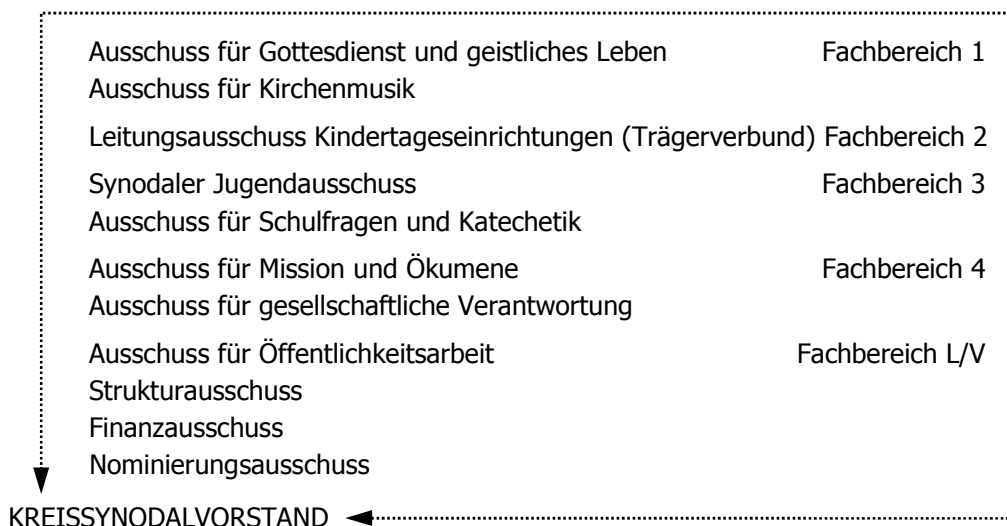 Ausschuss für Gottesdienst und geistliches Leben Fachbereich 1
Ausschuss für Kirchenmusik
Leitungsausschuss Kindertageseinrichtungen (Trägerverbund) Fachbereich 2
Synodaler Jugendausschuss Fachbereich 3
Ausschuss für Schulfragen und Katechetik
Ausschuss für Mission und Ökumene Fachbereich 4
Ausschuss für gesellschaftliche Verantwortung
Ausschuss für Öffentlichkeitsarbeit Fachbereich L/V
Strukturausschuss
Finanzausschuss
Nominierungsausschuss
KREISSYNODALVORSTAND